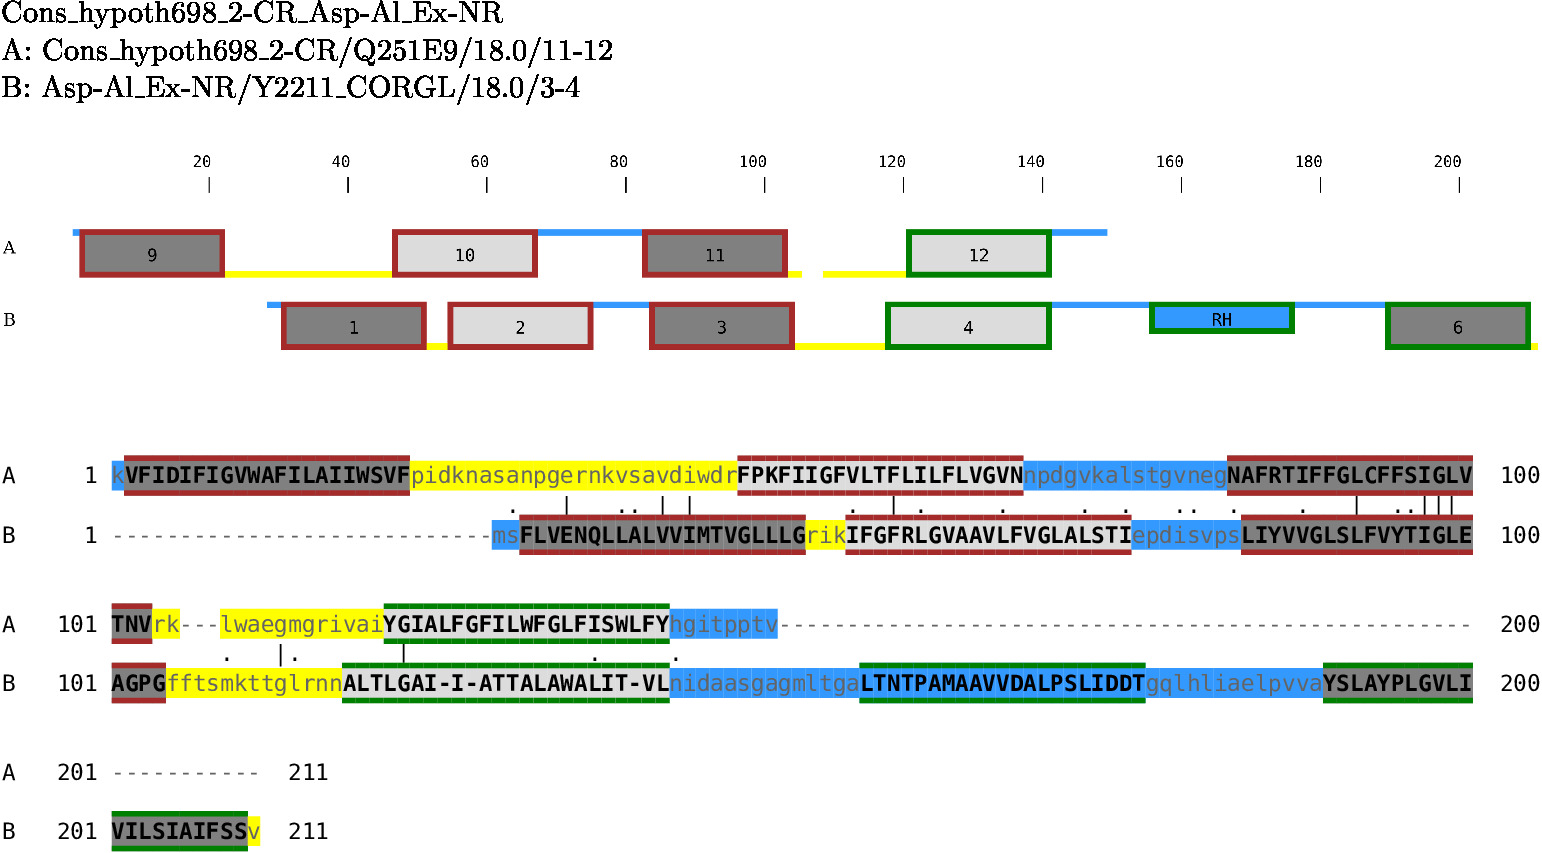 Cons_hypoth698_2-CR_Asp-Al_Ex-NR
A: Cons_hypoth698_2-CR/Q251E9/18.0/11-12
B: Asp-Al_Ex-NR/Y2211_CORGL/18.0/3-4
20 40 60 80 100 120 140 160 180 200
A 9 10 11 12
B 1 2 3 4 RH 6
A 1 kVFIDIFIGVWAFILAIIWSVFpidknasanpgernkvsavdiwdrFPKFIIGFVLTFLILFLVGVNnpdgvkalstgvnegNAFRTIFFGLCFFSIGLV 100
B 1 ----------------------------msFLVENQLLALVVIMTVGLLLGrikIFGFRLGVAAVLFVGLALSTIepdisvpsLIYVVGLSLFVYTIGLE 100
A 101 TNVrk---lwaegmgrivaiYGIALFGFILWFGLFISWLFYhgitpptv--------------------------------------------------- 200
B 101 AGPGfftsmkttglrnnALTLGAI-I-ATTALAWALIT-VLnidaasgagmltgaLTNTPAMAAVVDALPSLIDDTgqlhliaelpvvaYSLAYPLGVLI 200
A 201 ----------- 211
B 201 VILSIAIFSSv 211